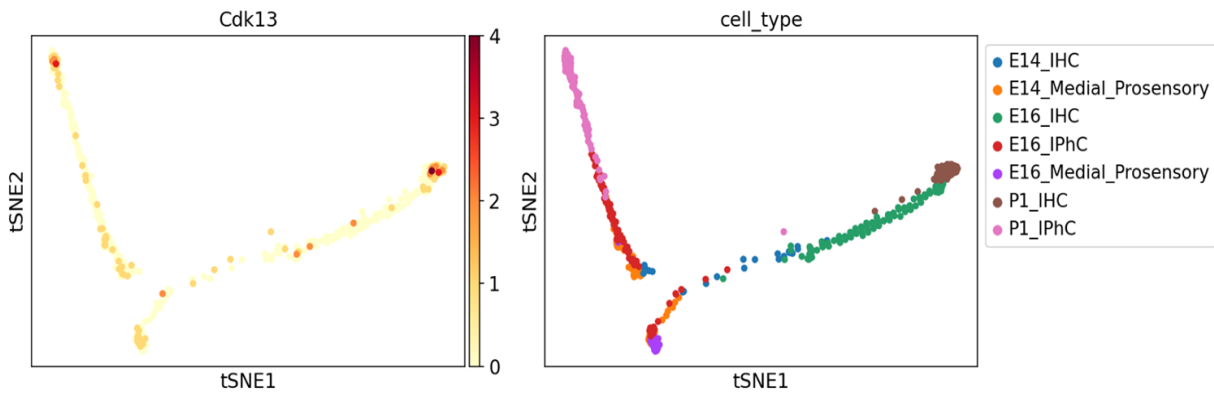 Cdk13
tSNE2
tSNE1
4
3
2
1
0
cell_type
tSNE2
tSNE1
E14_IHC
E14_Medial_Prosensory
E16_IHC
E16_IPhC
E16_Medial_Prosensory
P1_IHC
P1_IPhC